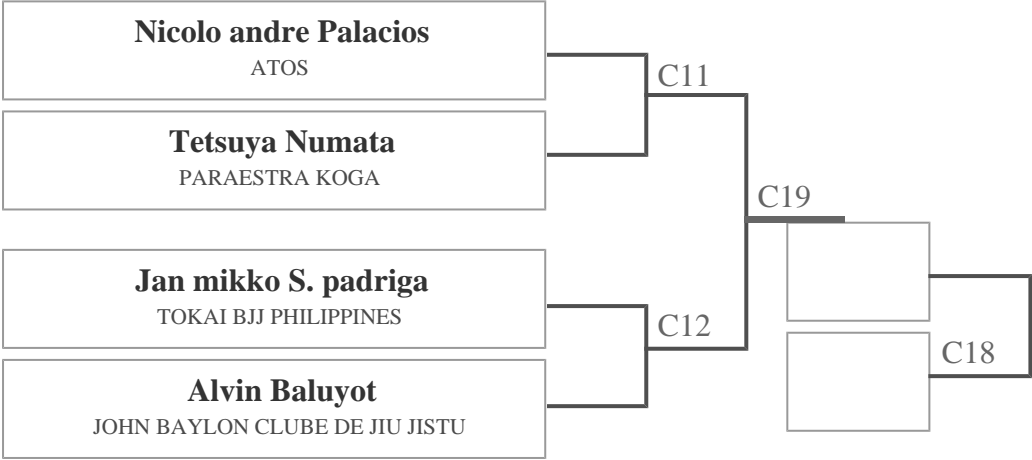 Nicolo andre Palacios
ATOS
C11
Tetsuya Numata
PARAESTRA KOGA
C19
Jan mikko S. padriga
TOKAI BJJ PHILIPPINES
C12
C18
Alvin Baluyot
JOHN BAYLON CLUBE DE JIU JISTU